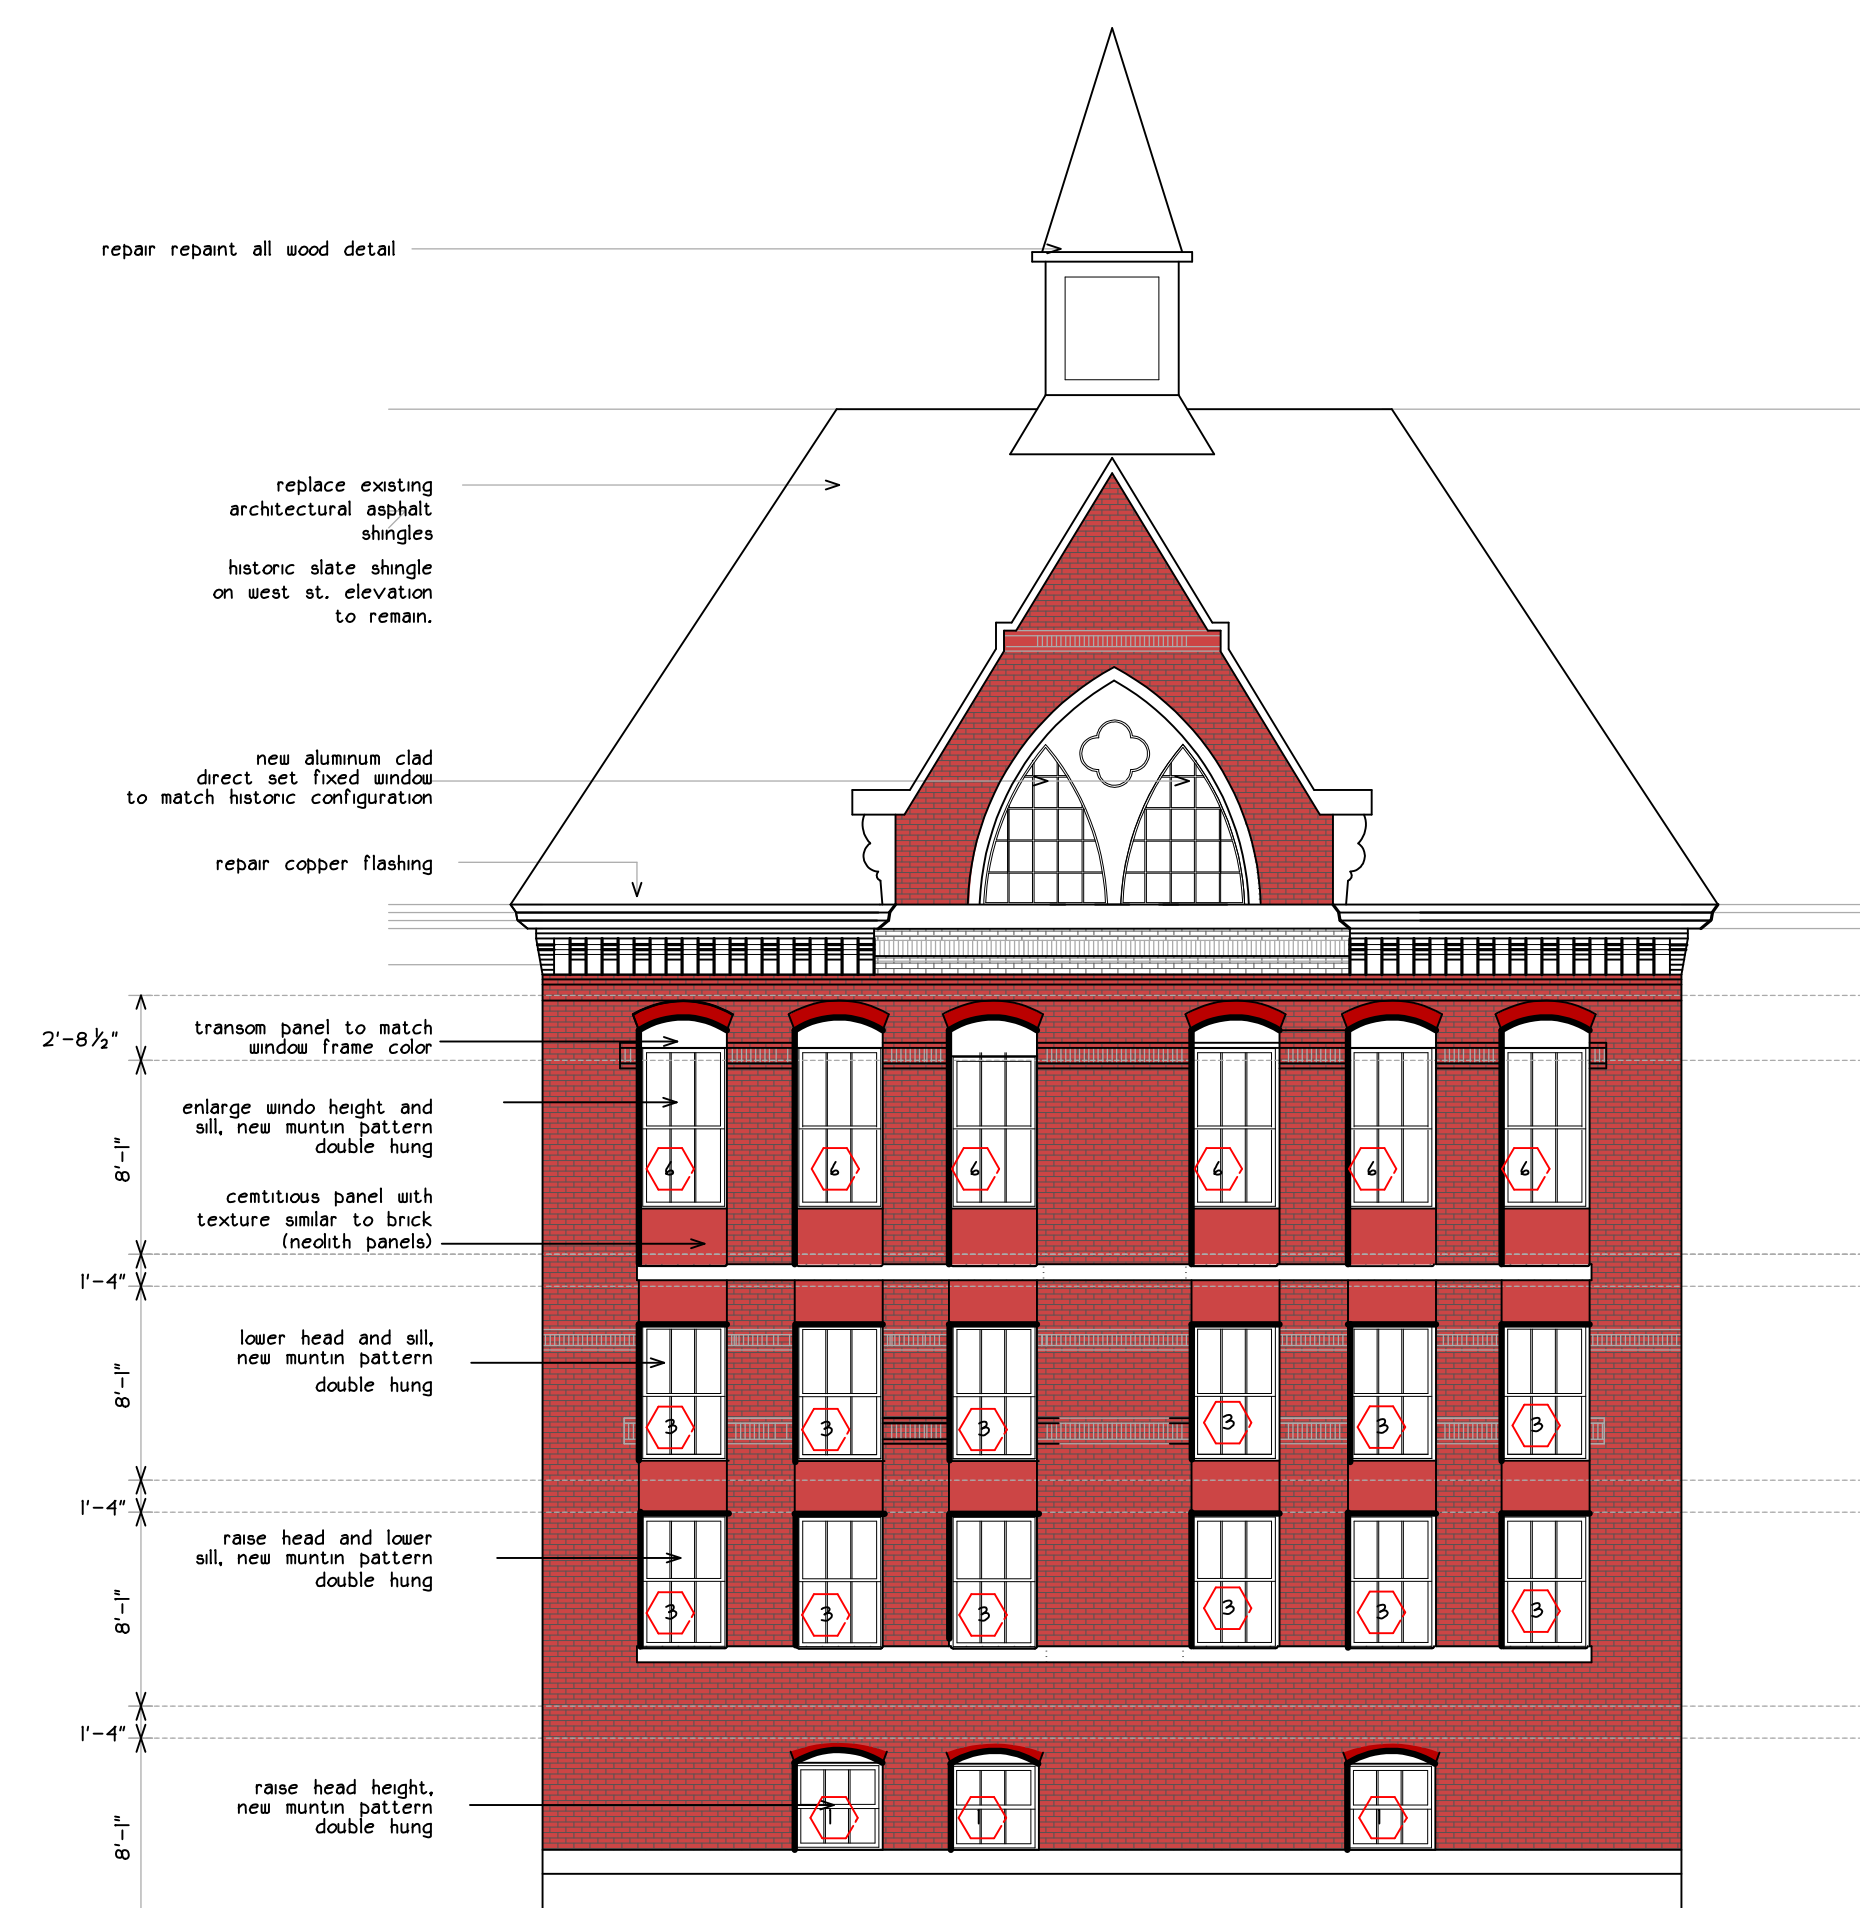 repair repaint all wood detail
replace existing
architectural asphalt
shingles
historic slate shingle
on west st. elevation
to remain.
new aluminum clad
direct set fixed window
to match historic configuration
repair copper flashing
2'-8½"
transom panel to match
window frame color
enlarge windo height and
sill, new muntin pattern
double hung
8'-1"
6 6 6 6 6 6
cemtitious panel with
texture similar to brick
(neolith panels)
1'-4"
lower head and sill,
new muntin pattern
double hung
8'-1"
3 3 3 3 3 3
1'-4"
raise head and lower
sill, new muntin pattern
double hung
8'-1"
3 3 3 3 3 3
1'-4"
raise head height,
new muntin pattern
double hung
8'-1"
1 1 1